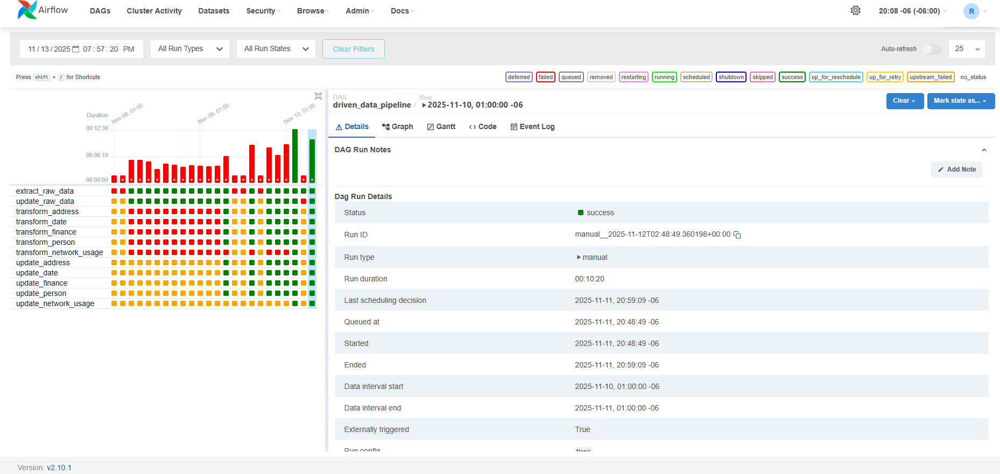 Airflow
DAGs
Cluster Activity
Datasets
Security
Browse
Admin
Docs
20:08 -06 (-06:00)
R
11 / 13 / 2025 07 : 57 : 20 PM
All Run Types
All Run States
Clear Filters
Auto-refresh
25
Press shift + / for Shortcuts
deferred
failed
queued
removed
restarting
running
scheduled
shutdown
skipped
success
up_for_reschedule
up_for_retry
upstream_failed
no_status
Duration
Nov 08, 01:00
Nov 09, 01:00
Nov 10, 01:00
00:12:39
00:06:19
00:00:00
extract_raw_data
update_raw_data
transform_address
transform_date
transform_finance
transform_person
transform_network_usage
update_address
update_date
update_finance
update_person
update_network_usage
DAG
driven_data_pipeline
/
Run
2025-11-10, 01:00:00 -06
Clear
Mark state as...
Details
Graph
Gantt
Code
Event Log
DAG Run Notes
Add Note
Dag Run Details
Status success
Run ID manual__2025-11-12T02:48:49.360198+00:00
Run type manual
Run duration 00:10:20
Last scheduling decision 2025-11-11, 20:59:09 -06
Queued at 2025-11-11, 20:48:49 -06
Started 2025-11-11, 20:48:49 -06
Ended 2025-11-11, 20:59:09 -06
Data interval start 2025-11-10, 01:00:00 -06
Data interval end 2025-11-11, 01:00:00 -06
Externally triggered True
Run config None
Version: v2.10.1